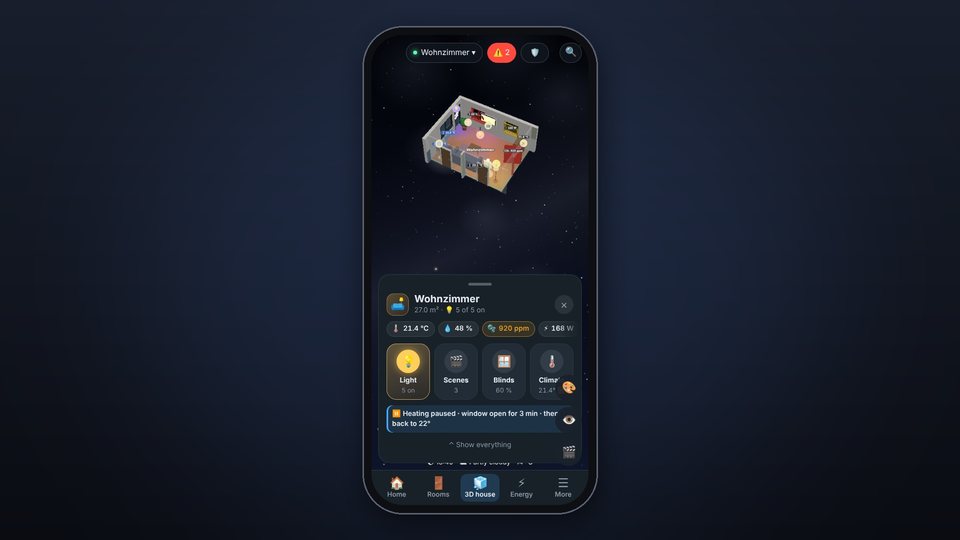 Wohnzimmer ▾
2
Wohnzimmer
Wohnzimmer
27.0 m² · 5 of 5 on
21.4 °C
48 %
920 ppm
168 W
Light
5 on
Scenes
3
Blinds
60 %
21.4°
Heating paused · window open for 3 min · then
back to 22°
Show everything
Home
Rooms
3D house
Energy
More